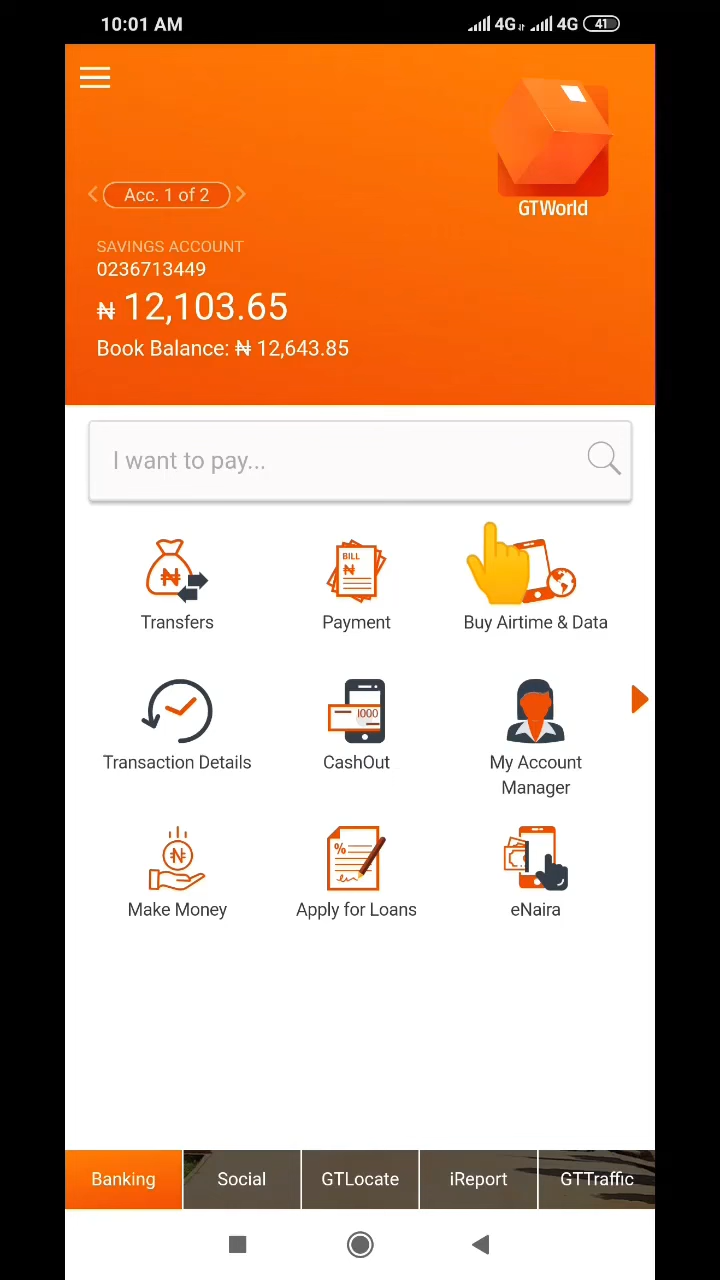 10:01 AM
4G 4G 41
Acc. 1 of 2
GTWorld
SAVINGS ACCOUNT
0236713449
₦ 12,103.65
Book Balance: ₦ 12,643.85
I want to pay...
BILL
₦
Transfers
Payment
Buy Airtime & Data
1000
Transaction Details
CashOut
My Account
Manager
%
Make Money
Apply for Loans
eNaira
Banking
Social
GTLocate
iReport
GTTraffic